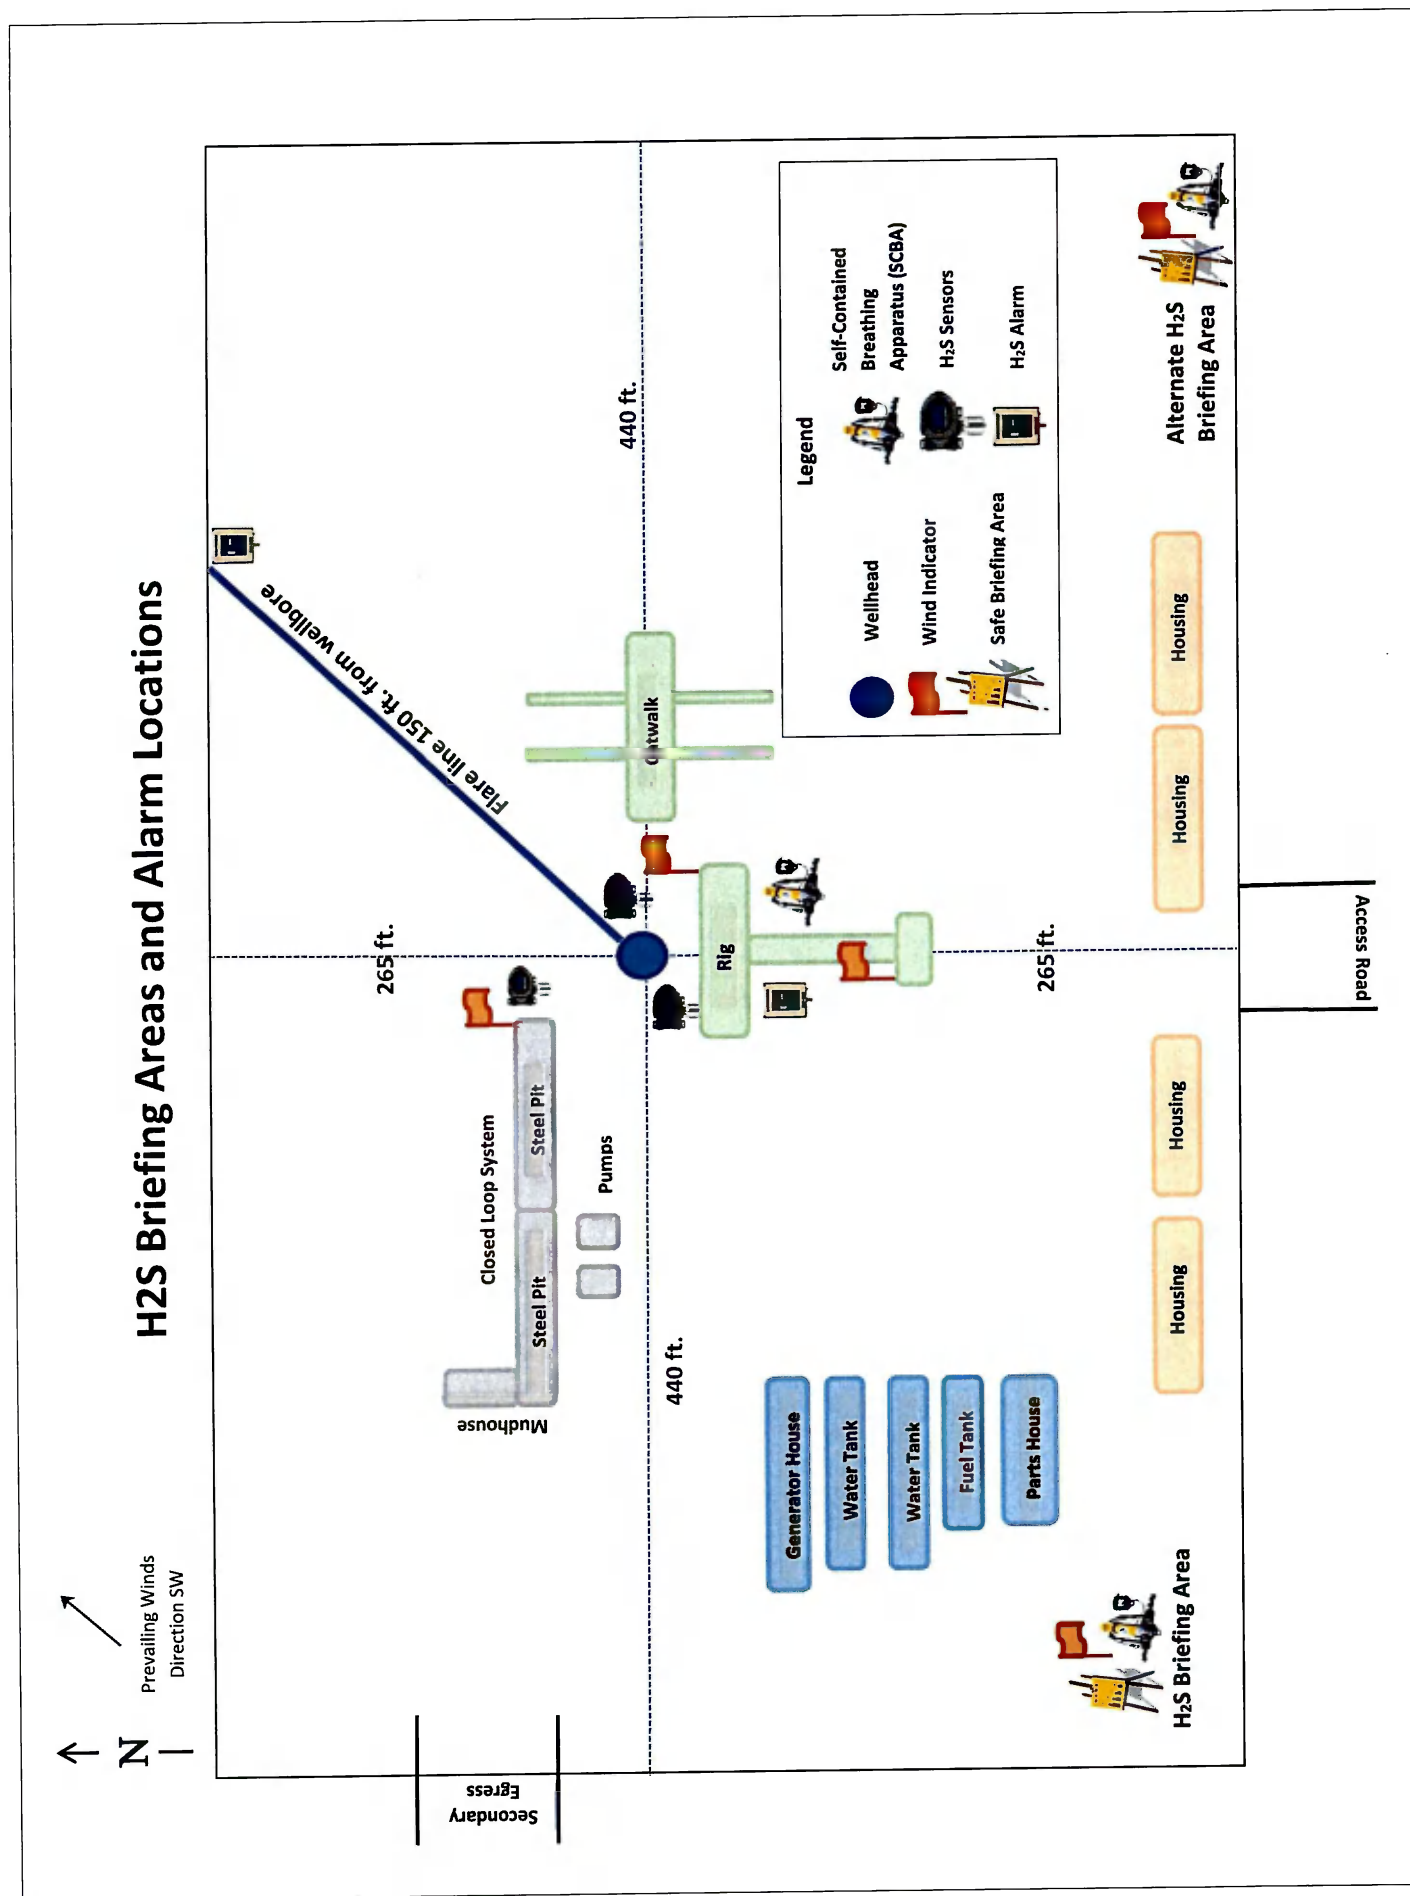 H2S Briefing Areas and Alarm Locations
N
Prevailing Winds
Direction SW
Secondary
Egress
265 ft.
Flare line 150 ft. from wellbore
Closed Loop System
Mudhouse
Steel Pit
Steel Pit
Pumps
440 ft.
440 ft.
Catwalk
Rig
Generator House
Water Tank
Water Tank
Fuel Tank
Parts House
265 ft.
Legend
Wellhead
Wind Indicator
Safe Briefing Area
Self-Contained
Breathing
Apparatus (SCBA)
H₂S Sensors
H₂S Alarm
H₂S Briefing Area
Housing
Housing
Housing
Housing
Alternate H₂S
Briefing Area
Access Road